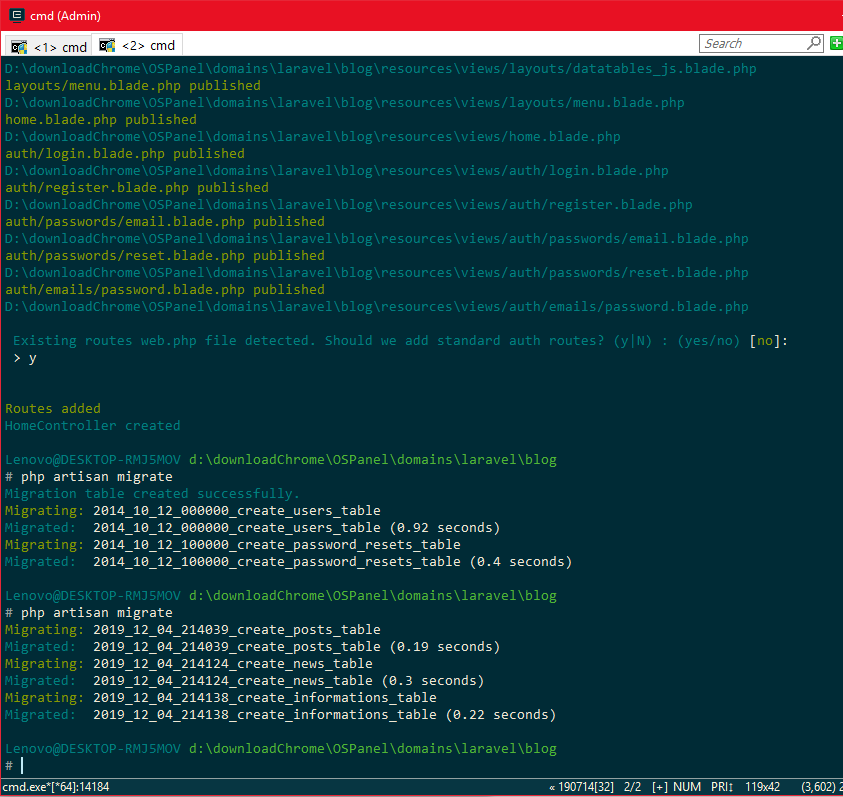 cmd (Admin)
<1> cmd
<2> cmd
Search
D:\downloadChrome\OSPanel\domains\laravel\blog\resources\views/layouts/datatables_js.blade.php
layouts/menu.blade.php published
D:\downloadChrome\OSPanel\domains\laravel\blog\resources\views/layouts/menu.blade.php
home.blade.php published
D:\downloadChrome\OSPanel\domains\laravel\blog\resources\views/home.blade.php
auth/login.blade.php published
D:\downloadChrome\OSPanel\domains\laravel\blog\resources\views/auth/login.blade.php
auth/register.blade.php published
D:\downloadChrome\OSPanel\domains\laravel\blog\resources\views/auth/register.blade.php
auth/passwords/email.blade.php published
D:\downloadChrome\OSPanel\domains\laravel\blog\resources\views/auth/passwords/email.blade.php
auth/passwords/reset.blade.php published
D:\downloadChrome\OSPanel\domains\laravel\blog\resources\views/auth/passwords/reset.blade.php
auth/emails/password.blade.php published
D:\downloadChrome\OSPanel\domains\laravel\blog\resources\views/auth/emails/password.blade.php
Existing routes web.php file detected. Should we add standard auth routes? (y|N) : (yes/no) [no]:
> y
Routes added
HomeController created
Lenovo@DESKTOP-RMJ5MOV d:\downloadChrome\OSPanel\domains\laravel\blog
# php artisan migrate
Migration table created successfully.
Migrating: 2014_10_12_000000_create_users_table
Migrated:  2014_10_12_000000_create_users_table (0.92 seconds)
Migrating: 2014_10_12_100000_create_password_resets_table
Migrated:  2014_10_12_100000_create_password_resets_table (0.4 seconds)
Lenovo@DESKTOP-RMJ5MOV d:\downloadChrome\OSPanel\domains\laravel\blog
# php artisan migrate
Migrating: 2019_12_04_214039_create_posts_table
Migrated:  2019_12_04_214039_create_posts_table (0.19 seconds)
Migrating: 2019_12_04_214124_create_news_table
Migrated:  2019_12_04_214124_create_news_table (0.3 seconds)
Migrating: 2019_12_04_214138_create_informations_table
Migrated:  2019_12_04_214138_create_informations_table (0.22 seconds)
Lenovo@DESKTOP-RMJ5MOV d:\downloadChrome\OSPanel\domains\laravel\blog
#
cmd.exe*[*64]:14184 « 190714[32] 2/2 [+] NUM PRI↕ 119x42 (3,602) 2